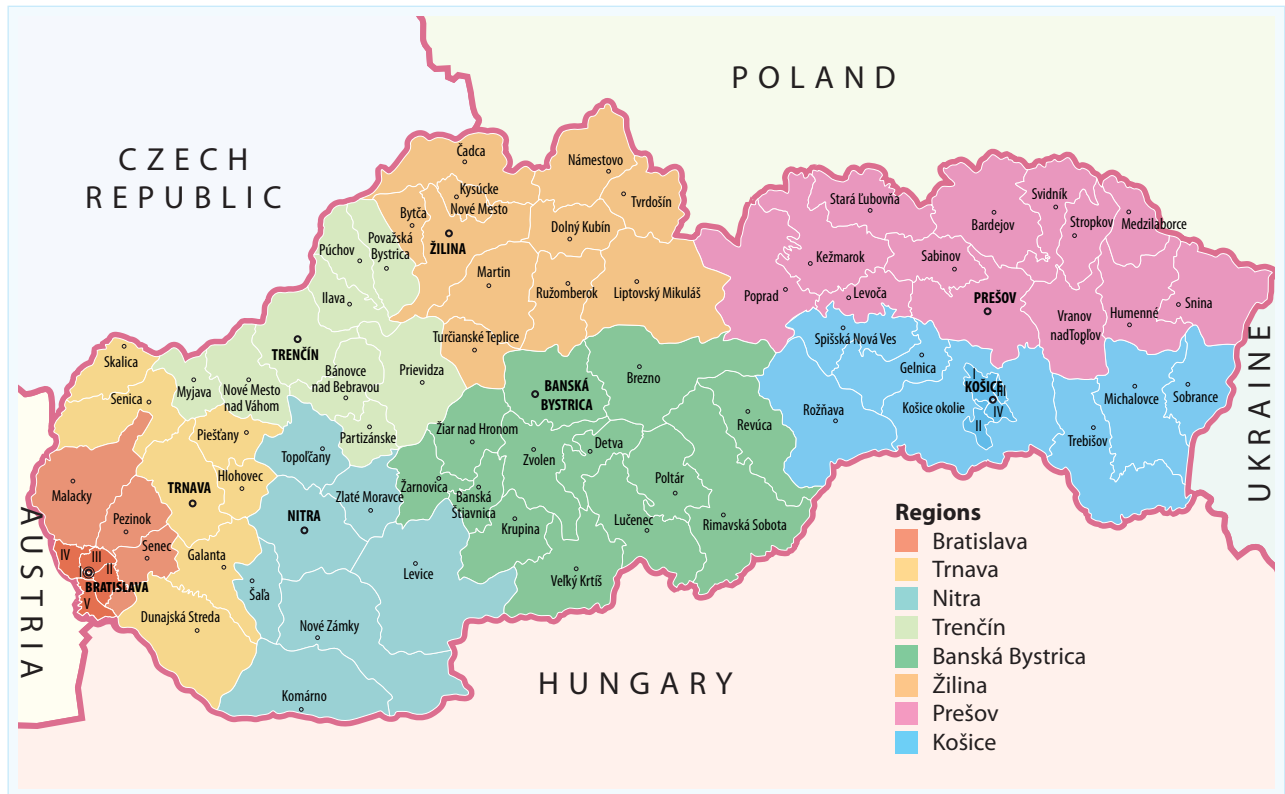 POLAND
CZECH
REPUBLIC
Čadca
Námestovo
Kysúcke
Nové Mesto
Tvrdošín
Bytča
ŽILINA
Dolný Kubín
Stará Ľubovňa
Svidník
Bardejov
Stropkov
Medzilaborce
Púchov
Považská
Bystrica
Martin
Ružomberok
Liptovský Mikuláš
Kežmarok
Sabinov
Poprad
Levoča
PREŠOV
Vranov
nadTopľov
Humenné
Snina
Ilava
TRENČÍN
Turčianské Teplice
Spišská Nová Ves
Gelnica
Skalica
Myjava
Nové Mesto
nad Váhom
Bánovce
nad Bebravou
Prievidza
BANSKÁ
BYSTRICA
Brezno
Rožňava
Košice okolie
KOŠICE
I
III
IV
II
Michalovce
Sobrance
Trebišov
UKRAINE
Senica
Piešťany
Partizánske
Topoľčany
Žiar nad Hronom
Zvolen
Detva
Revúca
Malacky
TRNAVA
Hlohovec
Zlaté Moravce
Žarnovica
Banská
Štiavnica
Poltár
Pezinok
NITRA
Krupina
Lučenec
Rimavská Sobota
Senec
Galanta
Levice
Veľký Krtíš
IV
III
I
II
BRATISLAVA
V
Šaľa
Dunajská Streda
Nové Zámky
Komárno
AUSTRIA
HUNGARY
Regions
Bratislava
Trnava
Nitra
Trenčín
Banská Bystrica
Žilina
Prešov
Košice